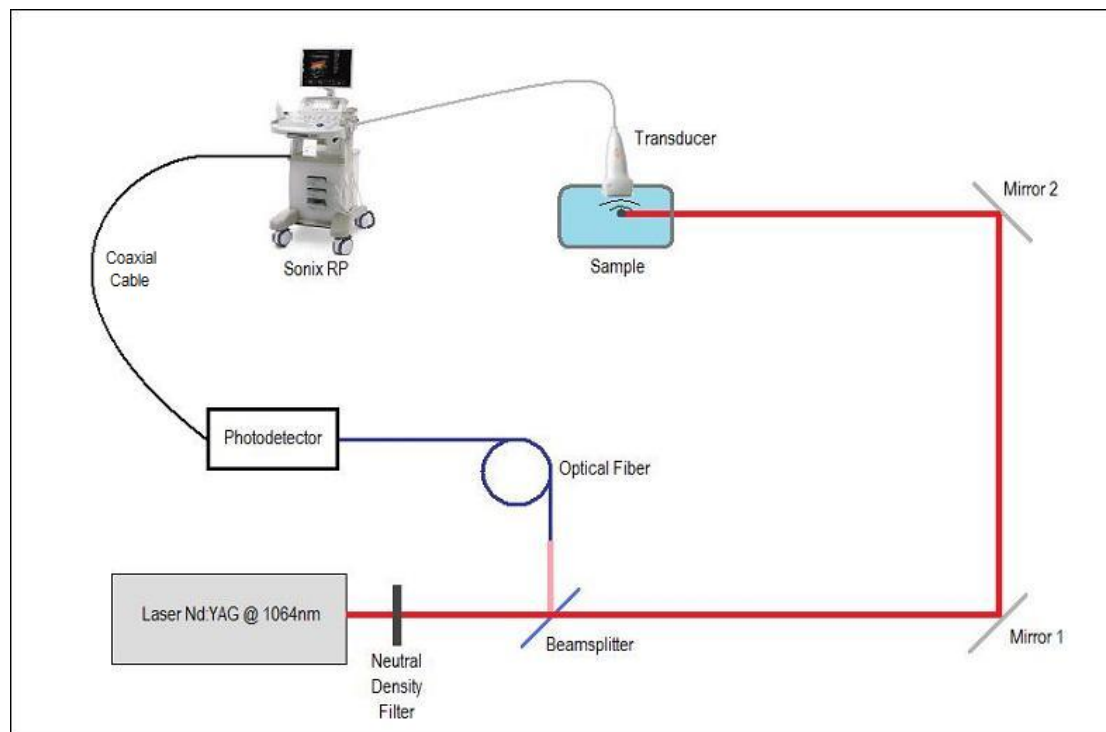 Transducer
Mirror 2
Sonix RP
Sample
Coaxial
Cable
Photodetector
Optical Fiber
Laser Nd:YAG @ 1064nm
Beamsplitter
Mirror 1
Neutral
Density
Filter